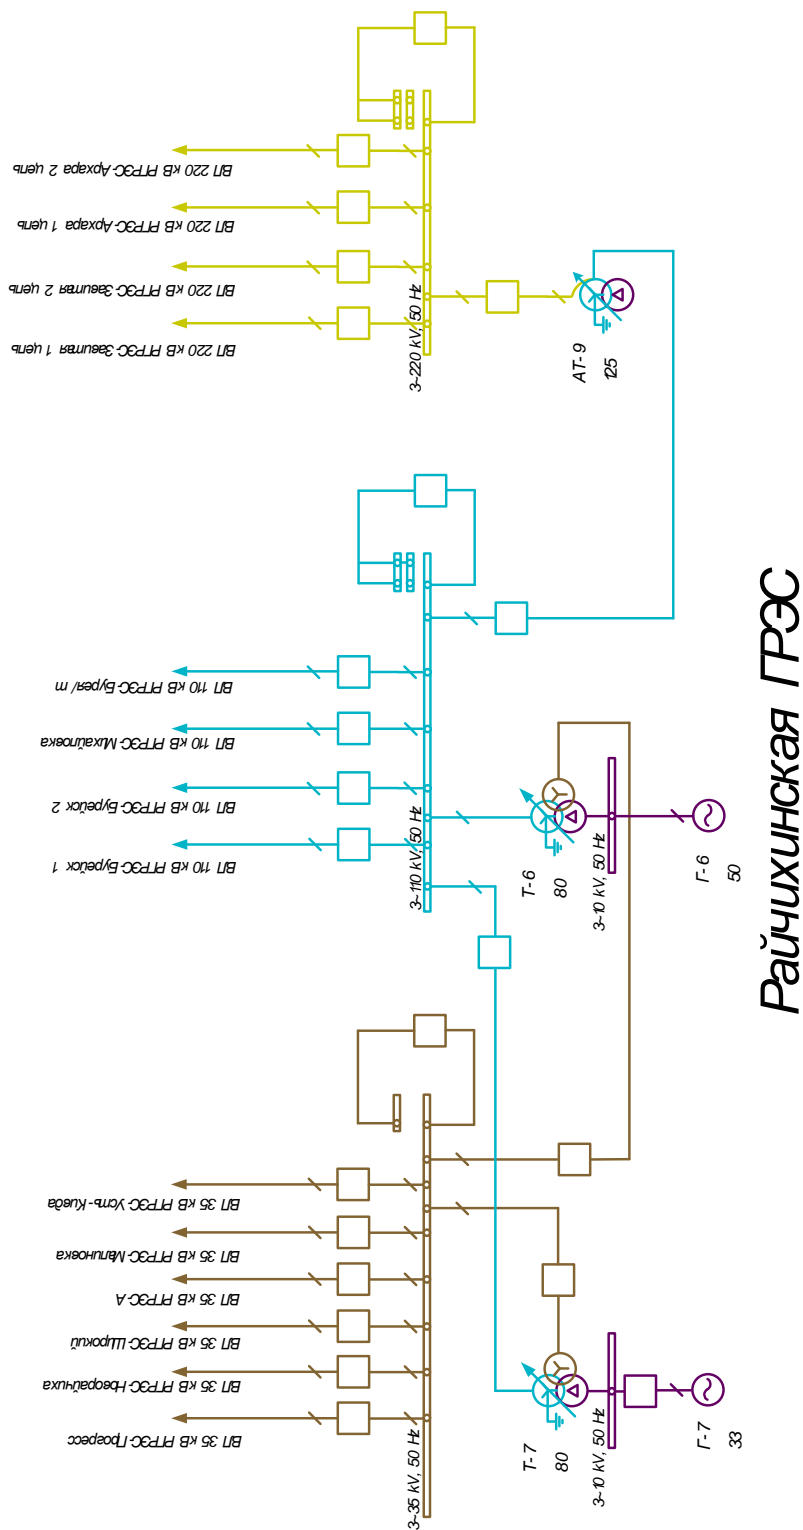 ВЛ 220 кВ РГРЭС-Архара 2 цепь
ВЛ 220 кВ РГРЭС-Архара 1 цепь
ВЛ 220 кВ РГРЭС-Завитая 2 цепь
ВЛ 220 кВ РГРЭС-Завитая 1 цепь
3~220 kV, 50 Hz
АТ-9
125
ВЛ 110 кВ РГРЭС-Бурея/т
ВЛ 110 кВ РГРЭС-Михайловка
ВЛ 110 кВ РГРЭС-Бурейск 2
ВЛ 110 кВ РГРЭС-Бурейск 1
3~110 kV, 50 Hz
Т-6
80
3~10 kV, 50 Hz
Г-6
50
Райчихинская ГРЭС
ВЛ 35 кВ РГРЭС-Усть-Кивда
ВЛ 35 кВ РГРЭС-Малиновка
ВЛ 35 кВ РГРЭС-А
ВЛ 35 кВ РГРЭС-Широкий
ВЛ 35 кВ РГРЭС-Новорайчиха
ВЛ 35 кВ РГРЭС-Прогресс
3~35 kV, 50 Hz
Т-7
80
3~10 kV, 50 Hz
Г-7
33